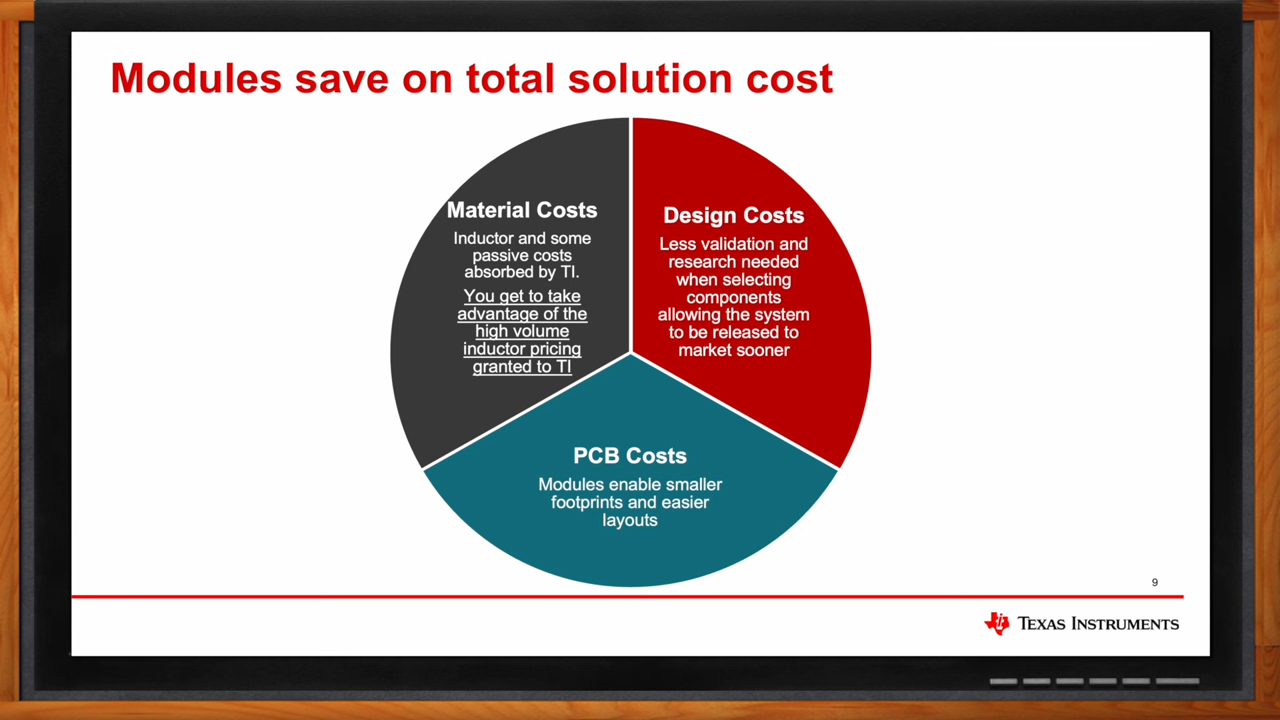 Modules save on total solution cost
Material Costs
Inductor and some
passive costs
absorbed by TI.
You get to take
advantage of the
high volume
inductor pricing
granted to TI
Design Costs
Less validation and
research needed
when selecting
components
allowing the system
to be released to
market sooner
PCB Costs
Modules enable smaller
footprints and easier
layouts
9
TEXAS INSTRUMENTS